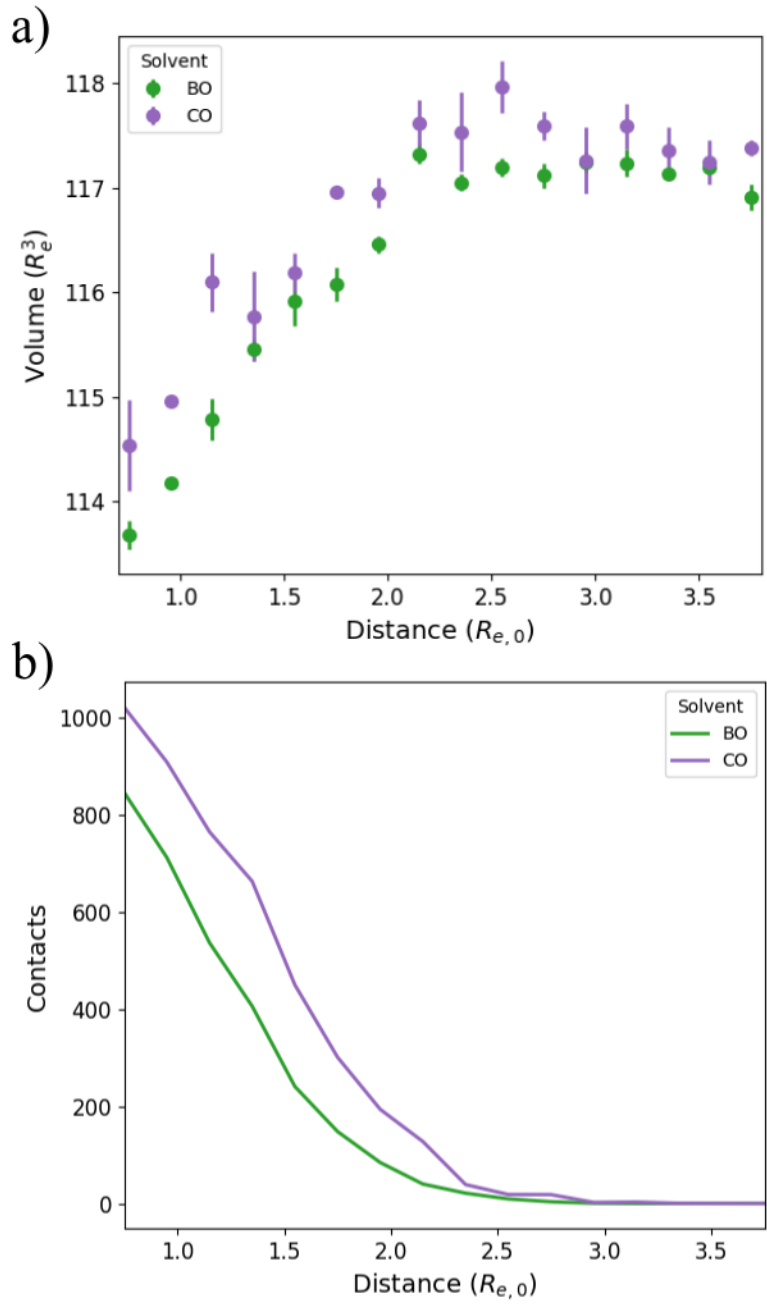 a)
Solvent
BO
CO
118
117
116
115
114
Volume (R_e^3)
1.0 1.5 2.0 2.5 3.0 3.5
Distance (R_{e,0})
b)
Solvent
BO
CO
1000
800
600
400
200
0
Contacts
1.0 1.5 2.0 2.5 3.0 3.5
Distance (R_{e,0})